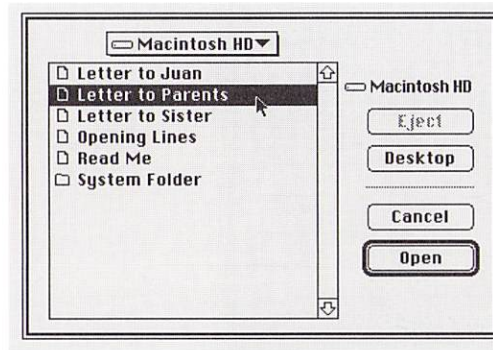 Macintosh HD
Letter to Juan
Letter to Parents
Letter to Sister
Opening Lines
Read Me
System Folder
Macintosh HD
Eject
Desktop
Cancel
Open